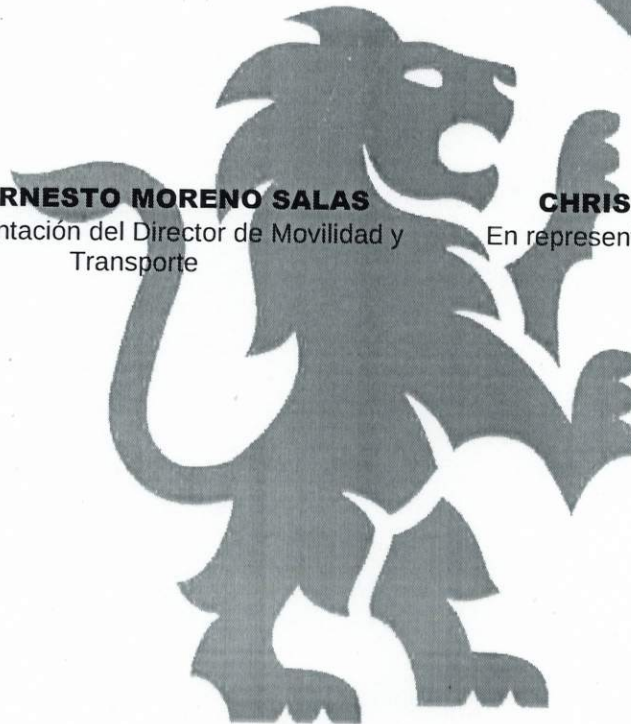 RNESTO MORENO SALAS
ntación del Director de Movilidad y
Transporte
CHRIS
En represen